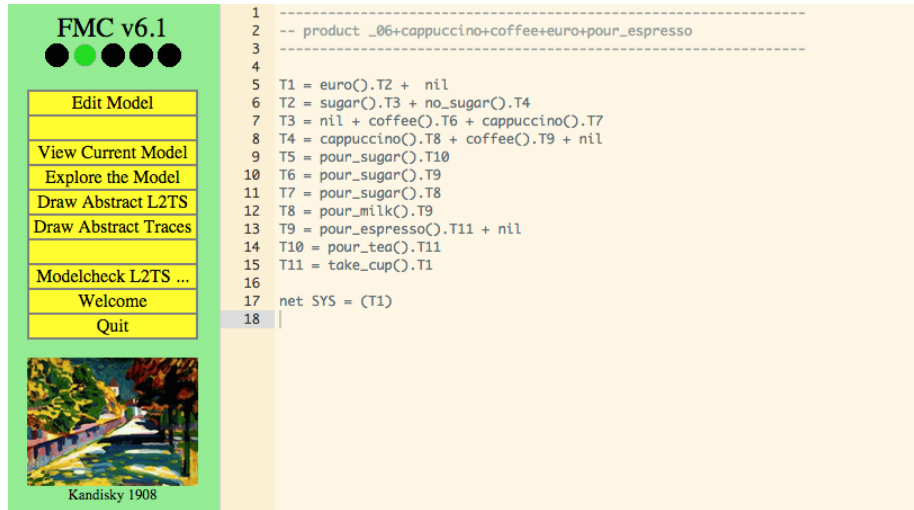 FMC v6.1
Edit Model
View Current Model
Explore the Model
Draw Abstract L2TS
Draw Abstract Traces
Modelcheck L2TS ...
Welcome
Quit
Kandisky 1908
1 ----------------------------------------------------------------
2 -- product _06+cappuccino+coffee+euro+pour_espresso
3 ----------------------------------------------------------------
4
5 T1 = euro().T2 +  nil
6 T2 = sugar().T3 + no_sugar().T4
7 T3 = nil + coffee().T6 + cappuccino().T7
8 T4 = cappuccino().T8 + coffee().T9 + nil
9 T5 = pour_sugar().T10
10 T6 = pour_sugar().T9
11 T7 = pour_sugar().T8
12 T8 = pour_milk().T9
13 T9 = pour_espresso().T11 + nil
14 T10 = pour_tea().T11
15 T11 = take_cup().T1
16
17 net SYS = (T1)
18